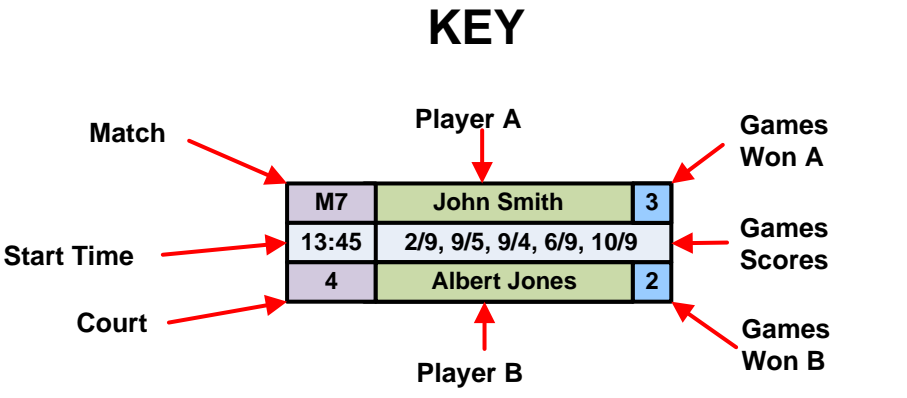 KEY
Player A
Match
Games
Won A
M7
John Smith
3
13:45
2/9, 9/5, 9/4, 6/9, 10/9
Games
Scores
Start Time
4
Albert Jones
2
Court
Games
Won B
Player B